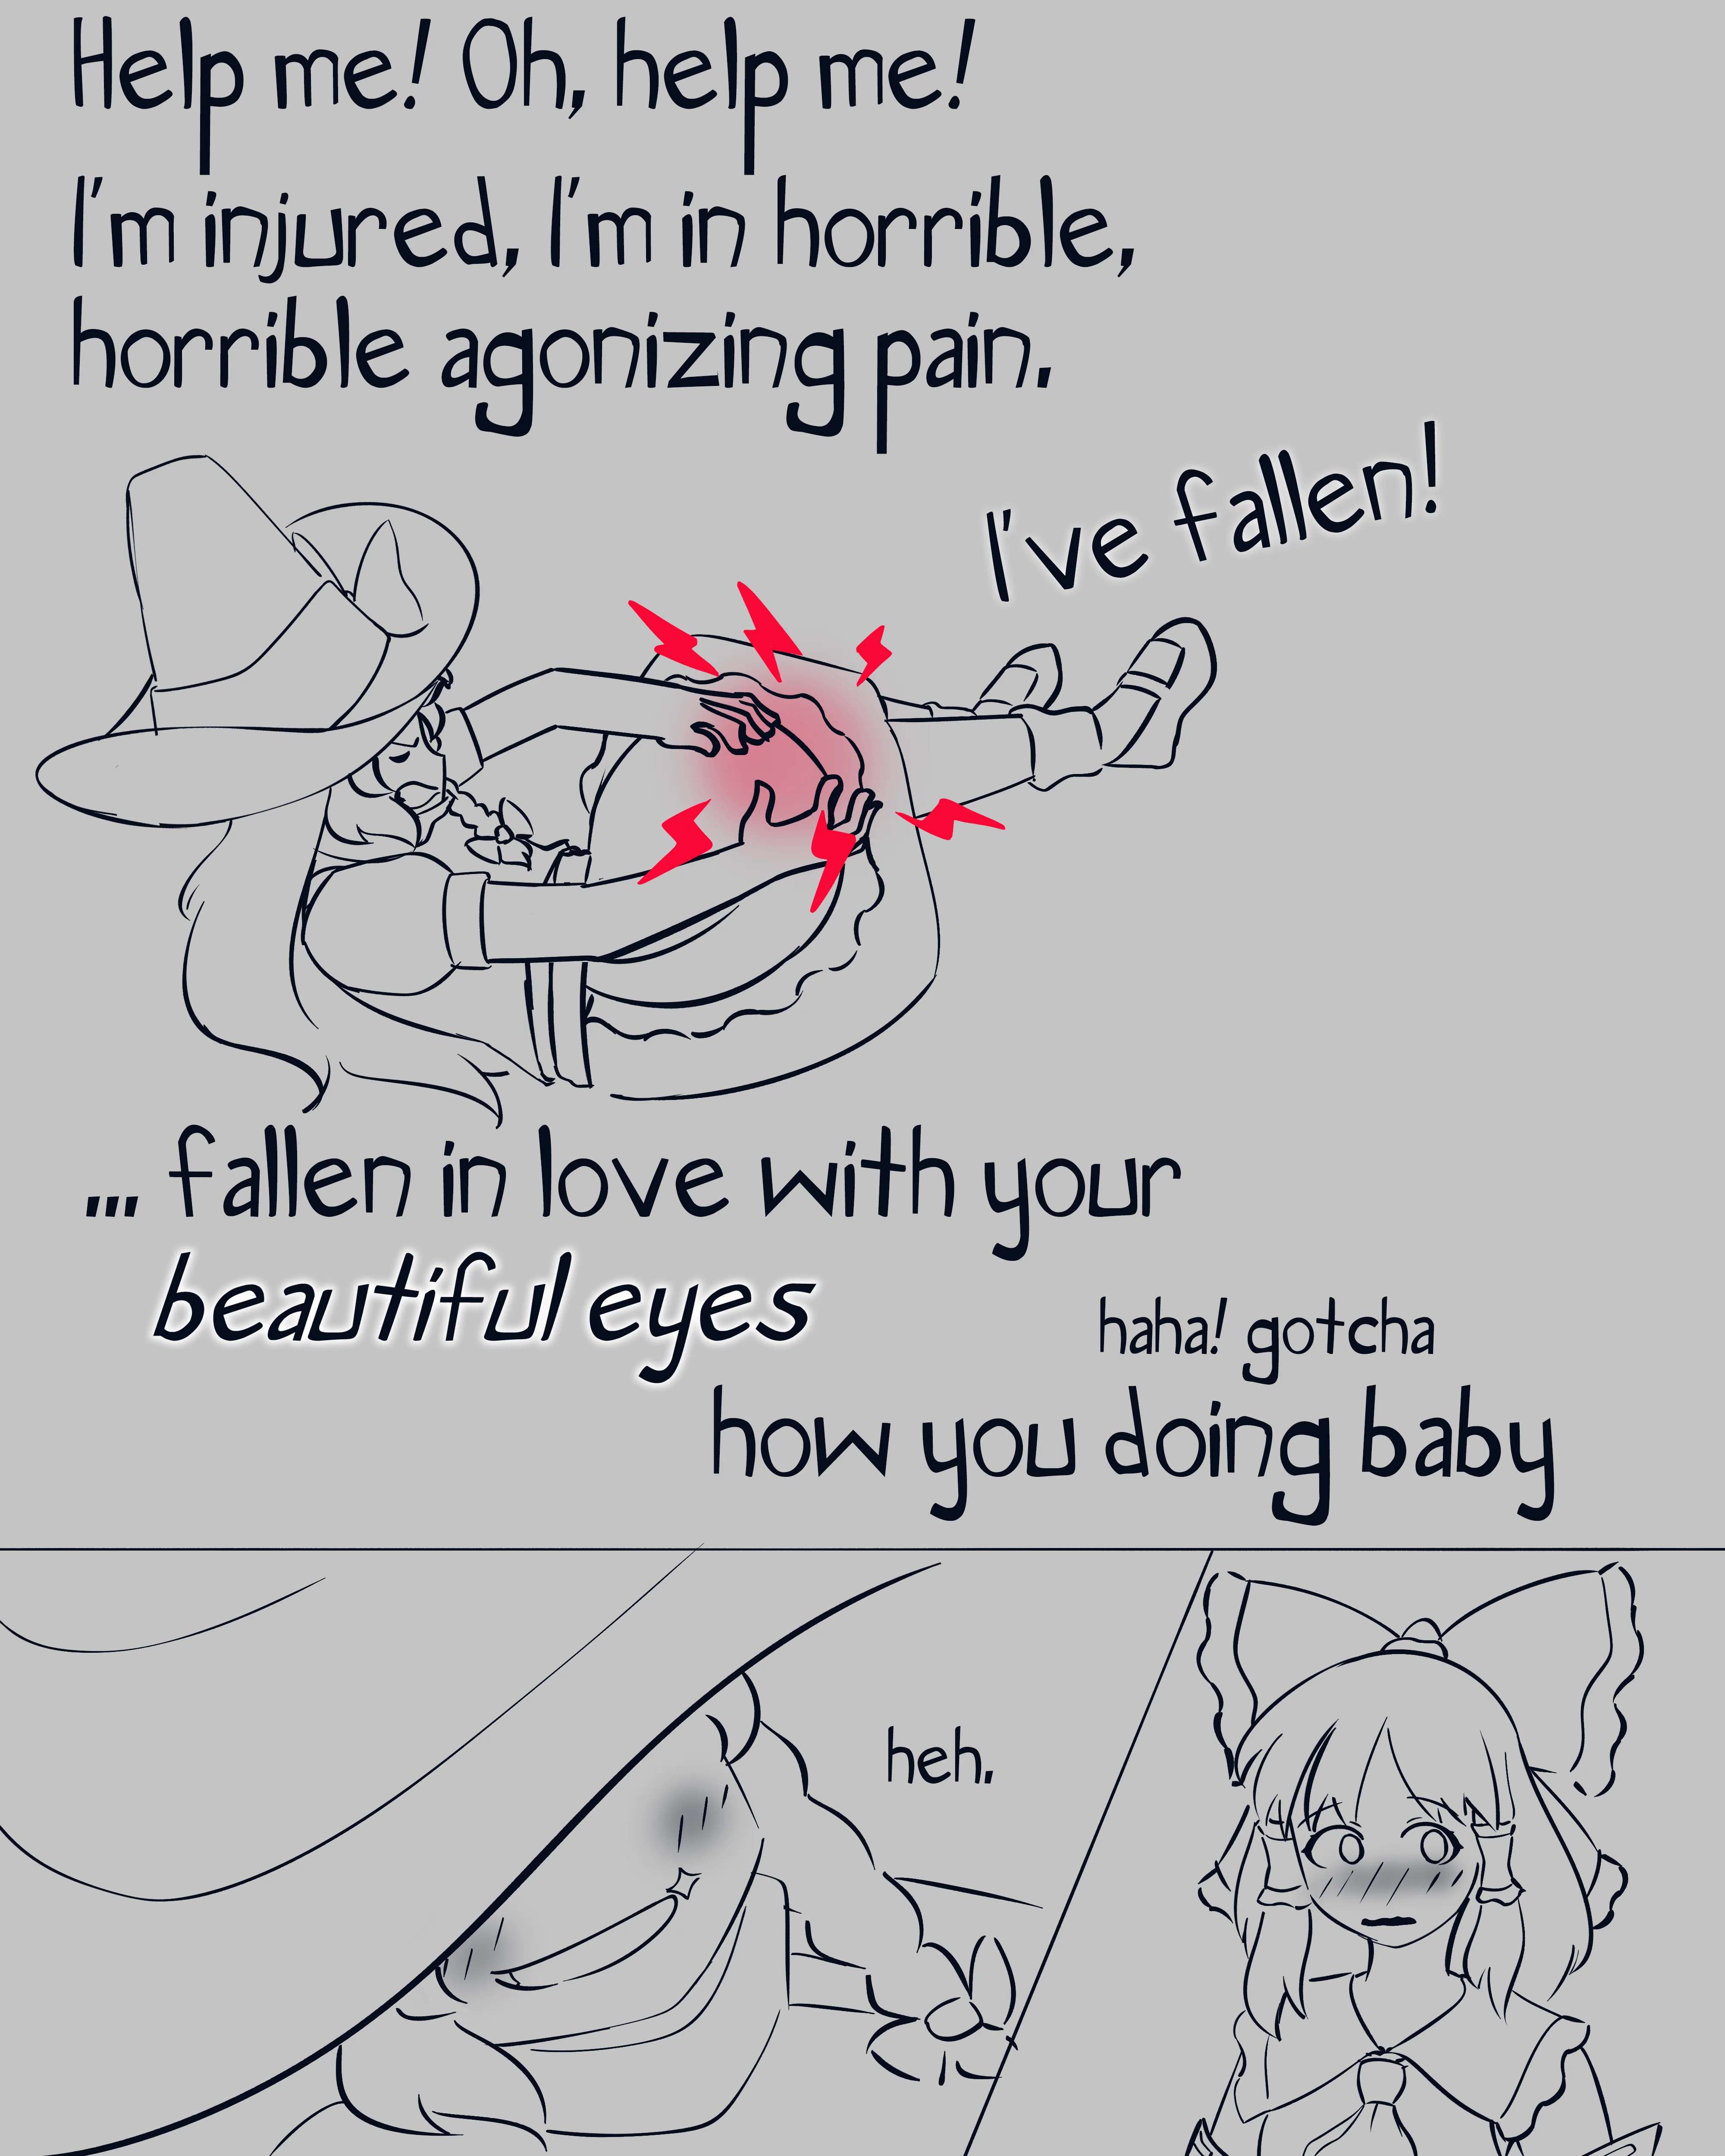 Help me! Oh, help me!
I'm injured, I'm in horrible,
horrible agonizing pain.
I've fallen!
... fallen in love with your
beautiful eyes
haha! gotcha
how you doing baby
heh.